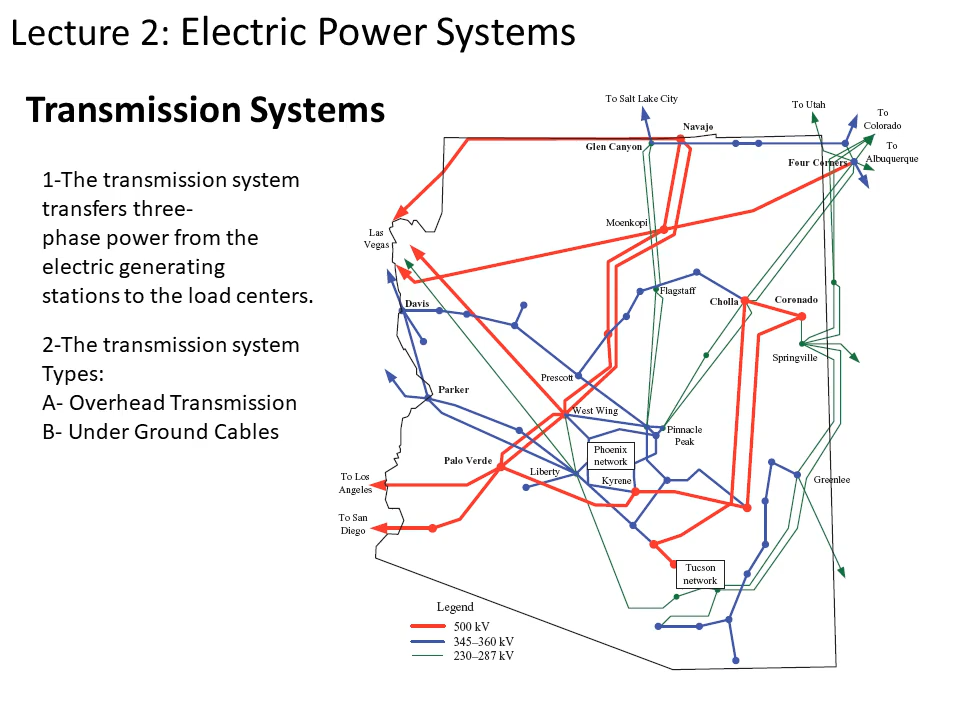 Lecture 2: Electric Power Systems
Transmission Systems
1-The transmission system
transfers three-
phase power from the
electric generating
stations to the load centers.
2-The transmission system
Types:
A- Overhead Transmission
B- Under Ground Cables
To Salt Lake City
To Utah
To
Colorado
Navajo
Glen Canyon
To
Albuquerque
Four Corners
Moenkopi
Las
Vegas
Flagstaff
Davis
Cholla
Coronado
Springville
Prescott
Parker
West Wing
Pinnacle
Peak
Phoenix
network
Palo Verde
Liberty
Kyrene
To Los
Angeles
Greenlee
To San
Diego
Tucson
network
Legend
500 kV
345–360 kV
230–287 kV